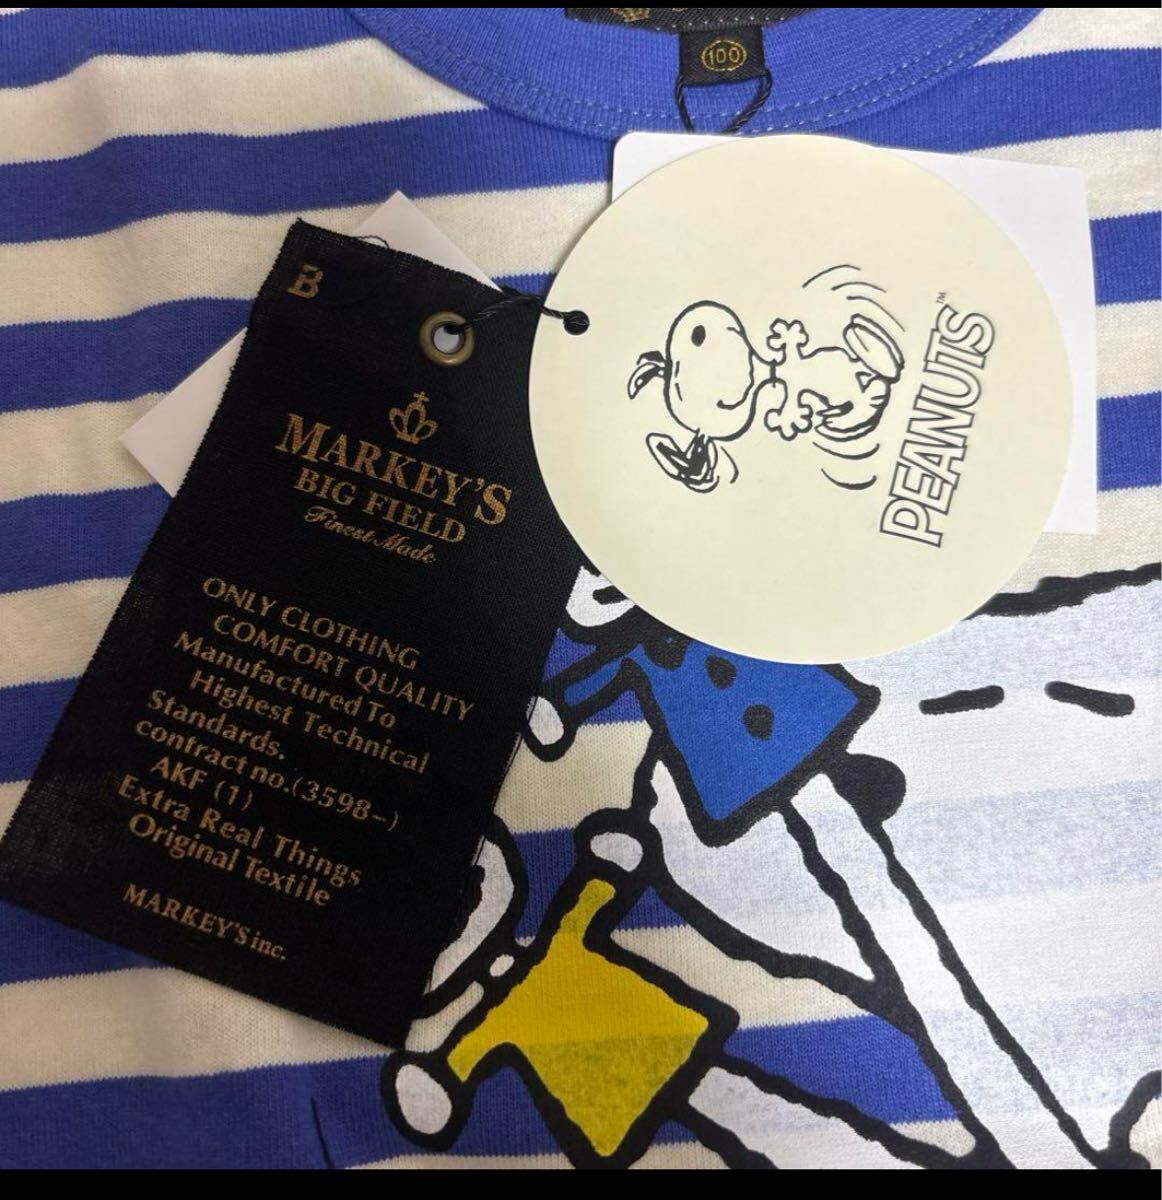 100
B
MARKEY'S
BIG FIELD
Finest Made
ONLY CLOTHING
COMFORT QUALITY
Manufactured To
Highest Technical
Standards.
contract no.(3598-)
AKF (1)
Extra Real Things
Original Textile
MARKEY'S inc.
PEANUTS™